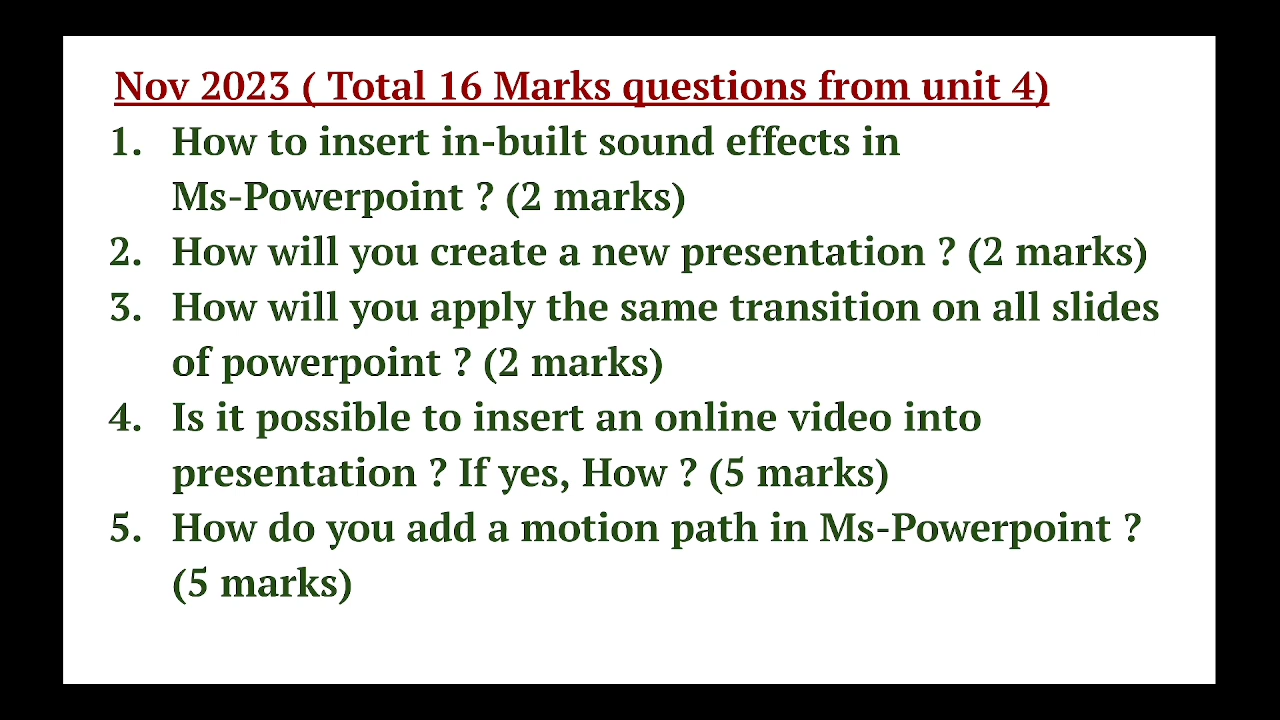 Nov 2023 ( Total 16 Marks questions from unit 4)
1. How to insert in-built sound effects in
Ms-Powerpoint ? (2 marks)
2. How will you create a new presentation ? (2 marks)
3. How will you apply the same transition on all slides
of powerpoint ? (2 marks)
4. Is it possible to insert an online video into
presentation ? If yes, How ? (5 marks)
5. How do you add a motion path in Ms-Powerpoint ?
(5 marks)